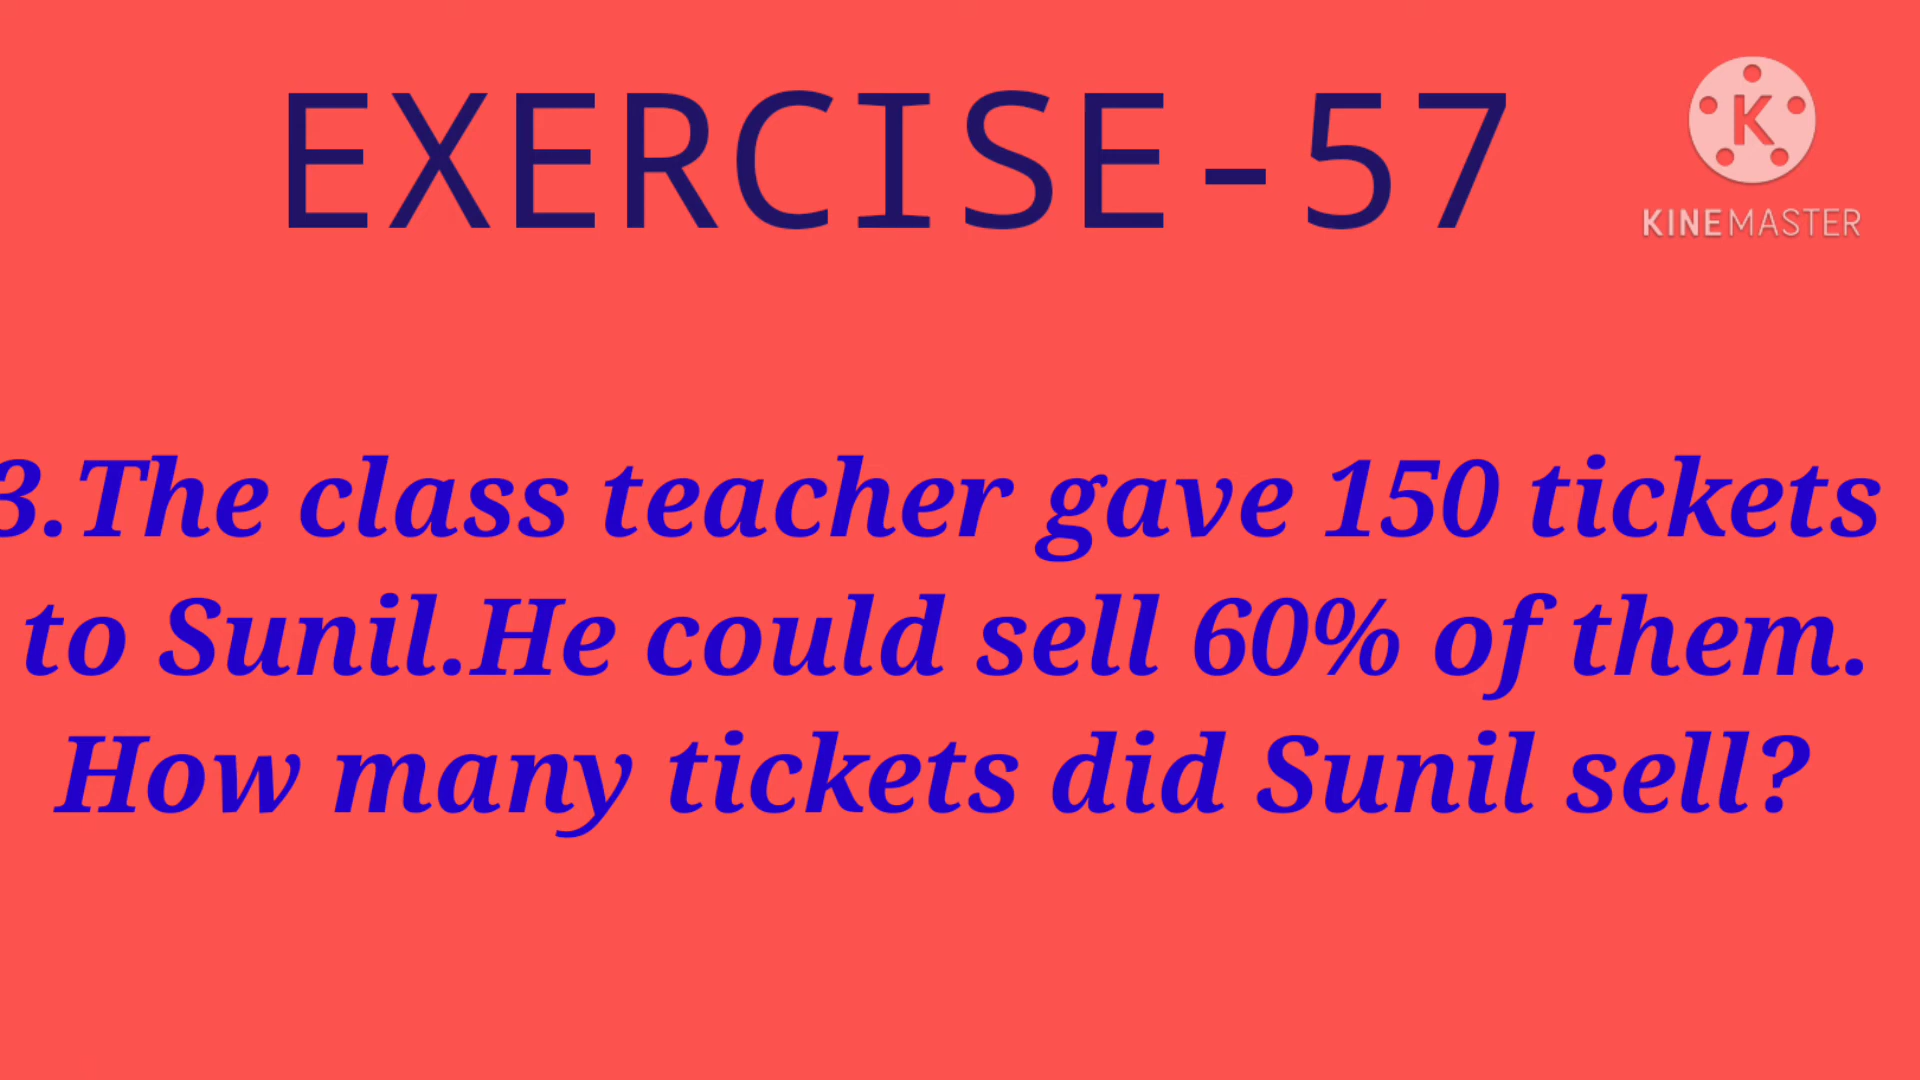 EXERCISE-57
K
KINEMASTER
3.The class teacher gave 150 tickets
to Sunil.He could sell 60% of them.
How many tickets did Sunil sell?